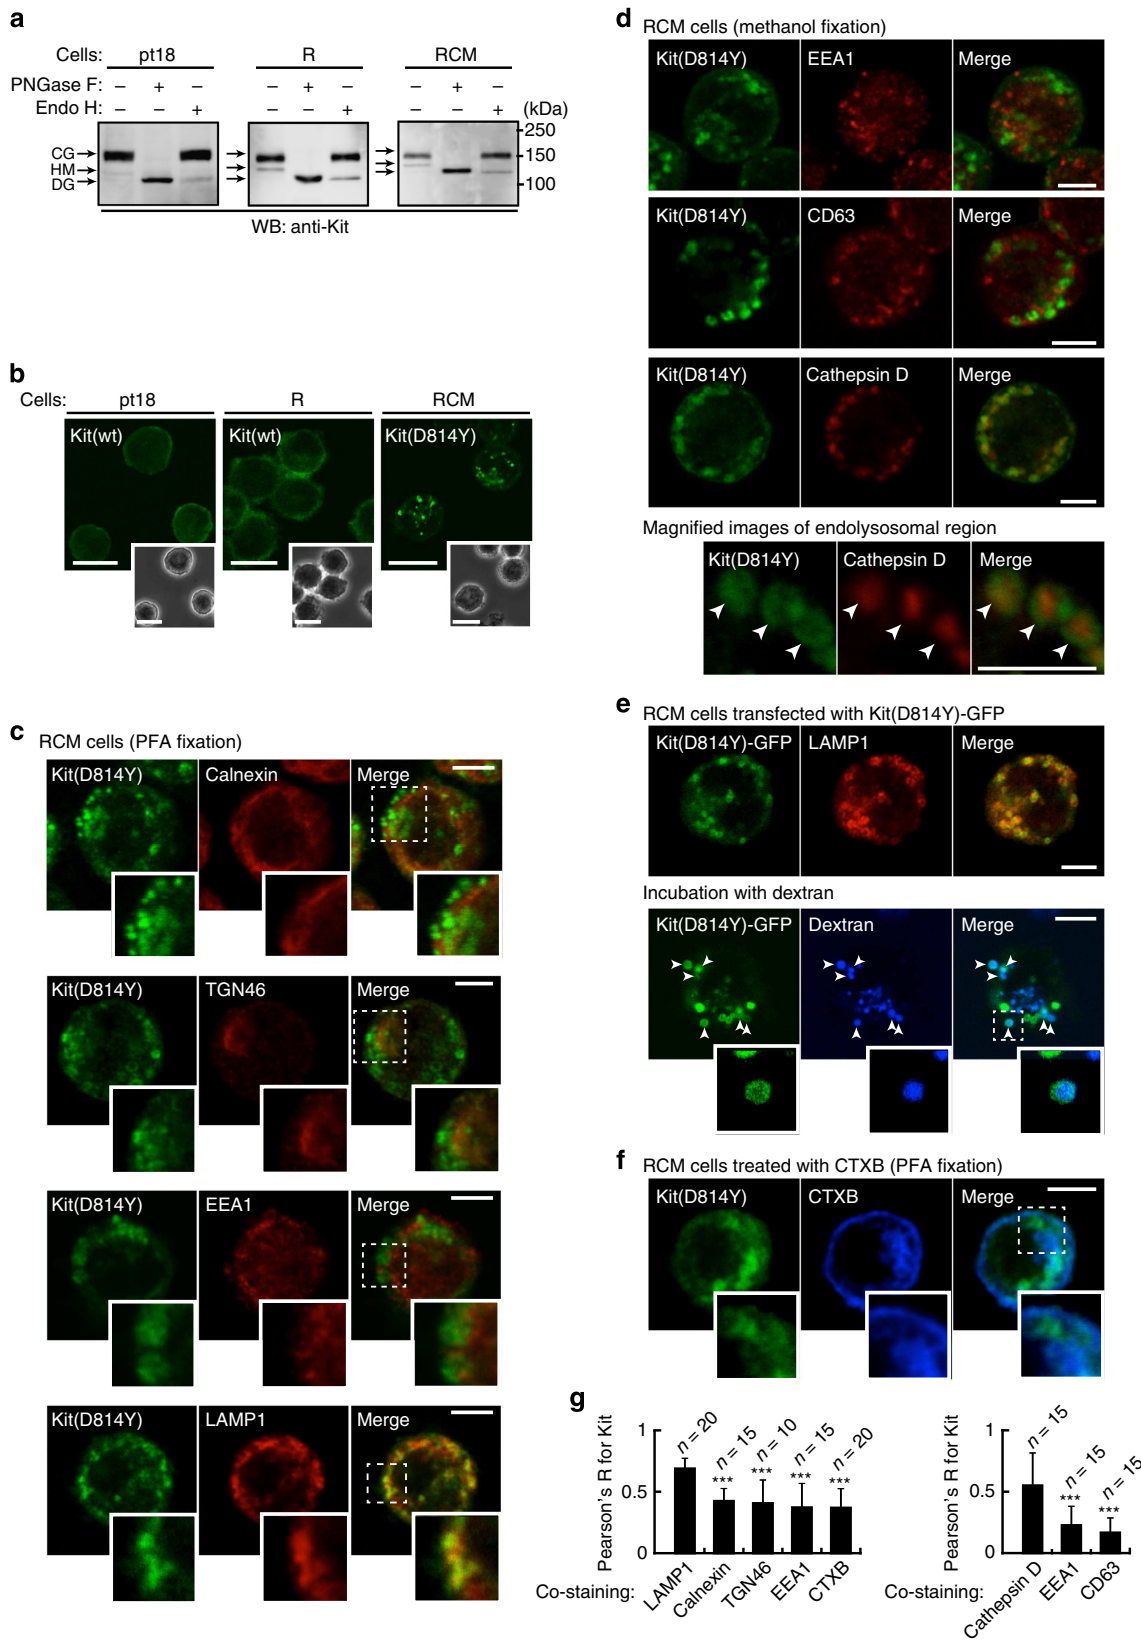 a
Cells: pt18 R RCM
PNGase F: – + – – + – – + –
Endo H: – – + – – + – – + (kDa)
250
CG 150
HM
DG 100
WB: anti-Kit
b
Cells: pt18 R RCM
Kit(wt) Kit(wt) Kit(D814Y)
c
RCM cells (PFA fixation)
Kit(D814Y) Calnexin Merge
Kit(D814Y) TGN46 Merge
Kit(D814Y) EEA1 Merge
Kit(D814Y) LAMP1 Merge
d
RCM cells (methanol fixation)
Kit(D814Y) EEA1 Merge
Kit(D814Y) CD63 Merge
Kit(D814Y) Cathepsin D Merge
Magnified images of endolysosomal region
Kit(D814Y) Cathepsin D Merge
e
RCM cells transfected with Kit(D814Y)-GFP
Kit(D814Y)-GFP LAMP1 Merge
Incubation with dextran
Kit(D814Y)-GFP Dextran Merge
f
RCM cells treated with CTXB (PFA fixation)
Kit(D814Y) CTXB Merge
g
Pearson's R for Kit
1
0.5
0
n = 20 n = 15 n = 10 n = 15 n = 20
*** *** *** ***
Co-staining: LAMP1 Calnexin TGN46 EEA1 CTXB
Pearson's R for Kit
1
0.5
0
n = 15 n = 15 n = 15
*** ***
Co-staining: Cathepsin D EEA1 CD63